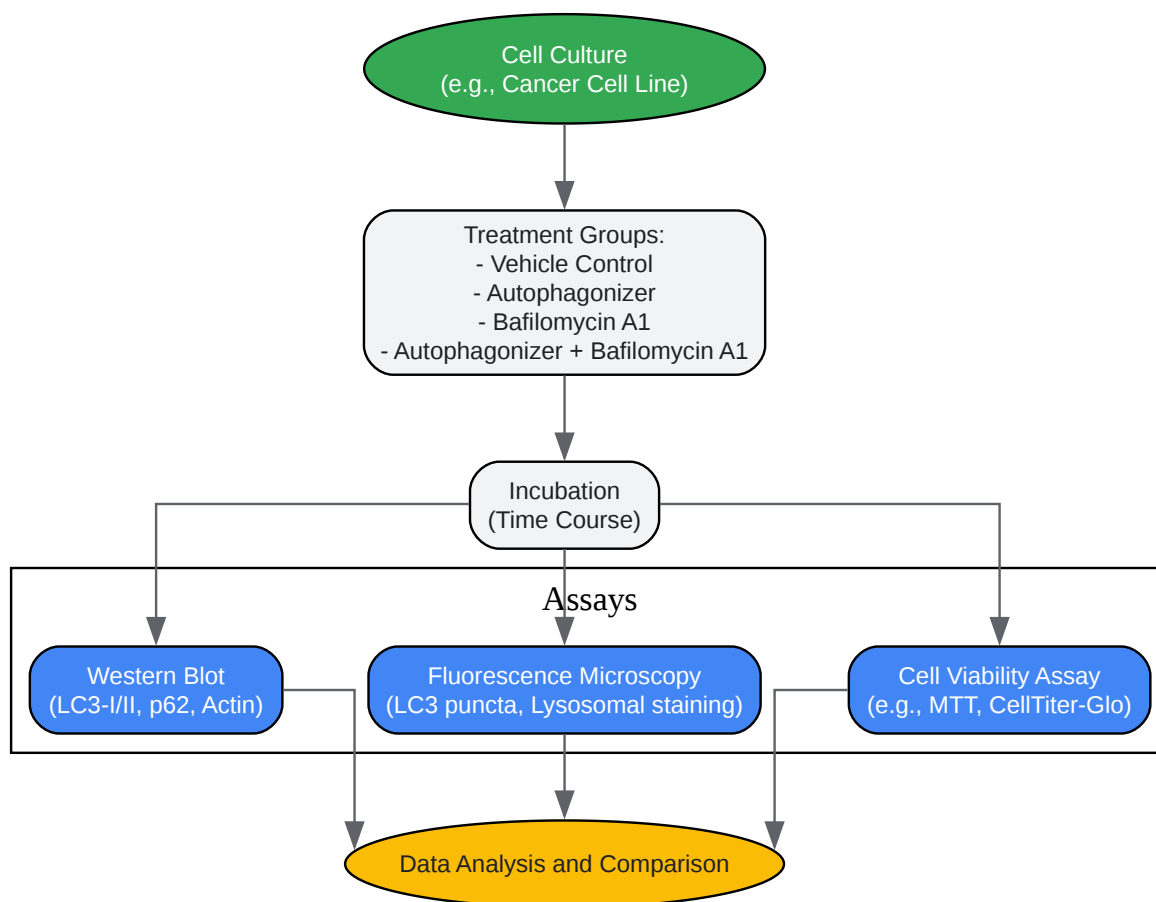 Cell Culture
(e.g., Cancer Cell Line)
Treatment Groups:
- Vehicle Control
- Autophagonizer
- Bafilomycin A1
- Autophagonizer + Bafilomycin A1
Incubation
(Time Course)
Assays
Western Blot
(LC3-I/II, p62, Actin)
Fluorescence Microscopy
(LC3 puncta, Lysosomal staining)
Cell Viability Assay
(e.g., MTT, CellTiter-Glo)
Data Analysis and Comparison